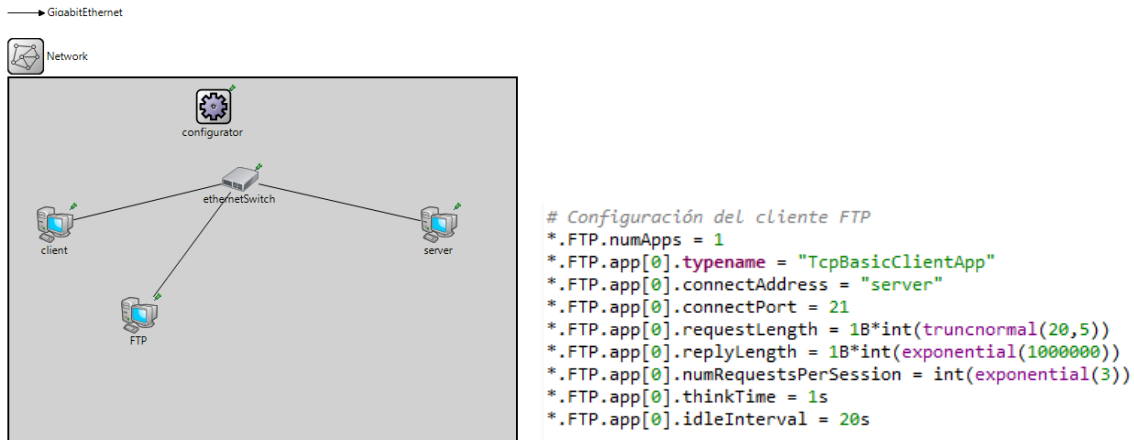 GigabitEthernet
Network
configurator
ethernetSwitch
client
server
FTP
# Configuración del cliente FTP
*.FTP.numApps = 1
*.FTP.app[0].typename = "TcpBasicClientApp"
*.FTP.app[0].connectAddress = "server"
*.FTP.app[0].connectPort = 21
*.FTP.app[0].requestLength = 1B*int(truncnormal(20,5))
*.FTP.app[0].replyLength = 1B*int(exponential(1000000))
*.FTP.app[0].numRequestsPerSession = int(exponential(3))
*.FTP.app[0].thinkTime = 1s
*.FTP.app[0].idleInterval = 20s